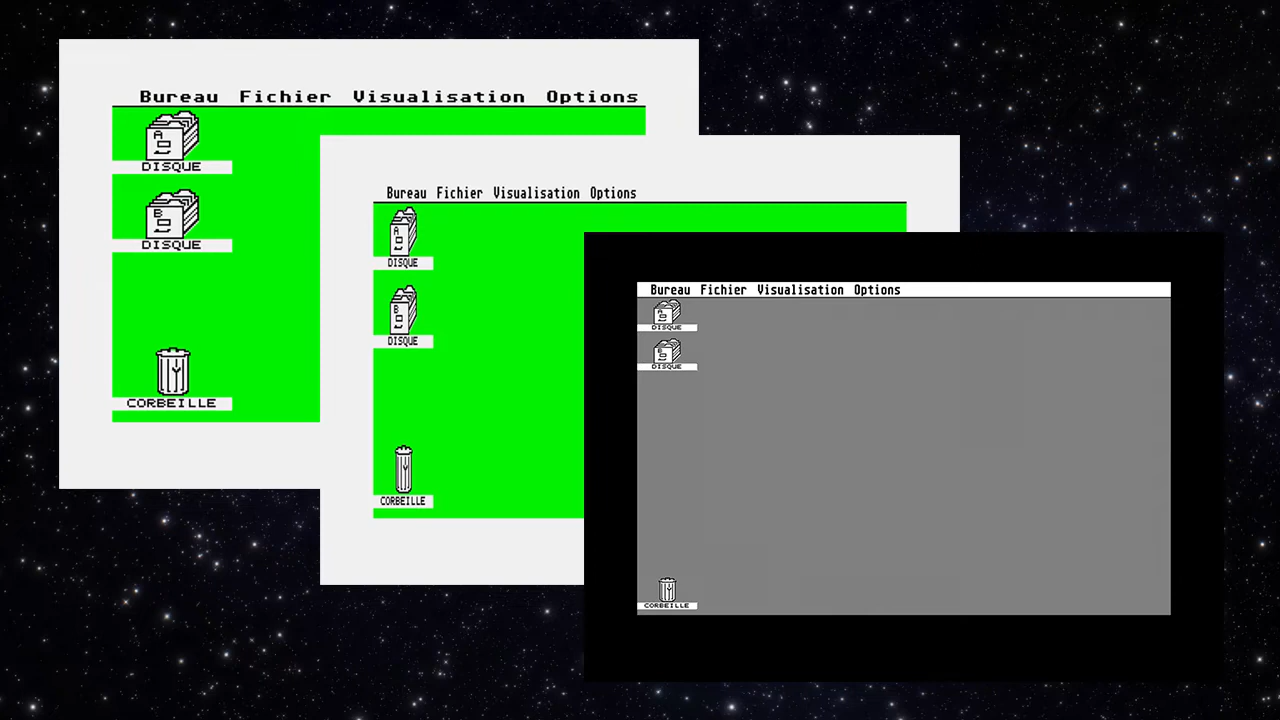 Bureau Fichier Visualisation Options
A
DISQUE
B
DISQUE
CORBEILLE
Bureau Fichier Visualisation Options
A
DISQUE
B
DISQUE
CORBEILLE
Bureau Fichier Visualisation Options
A
DISQUE
B
DISQUE
CORBEILLE